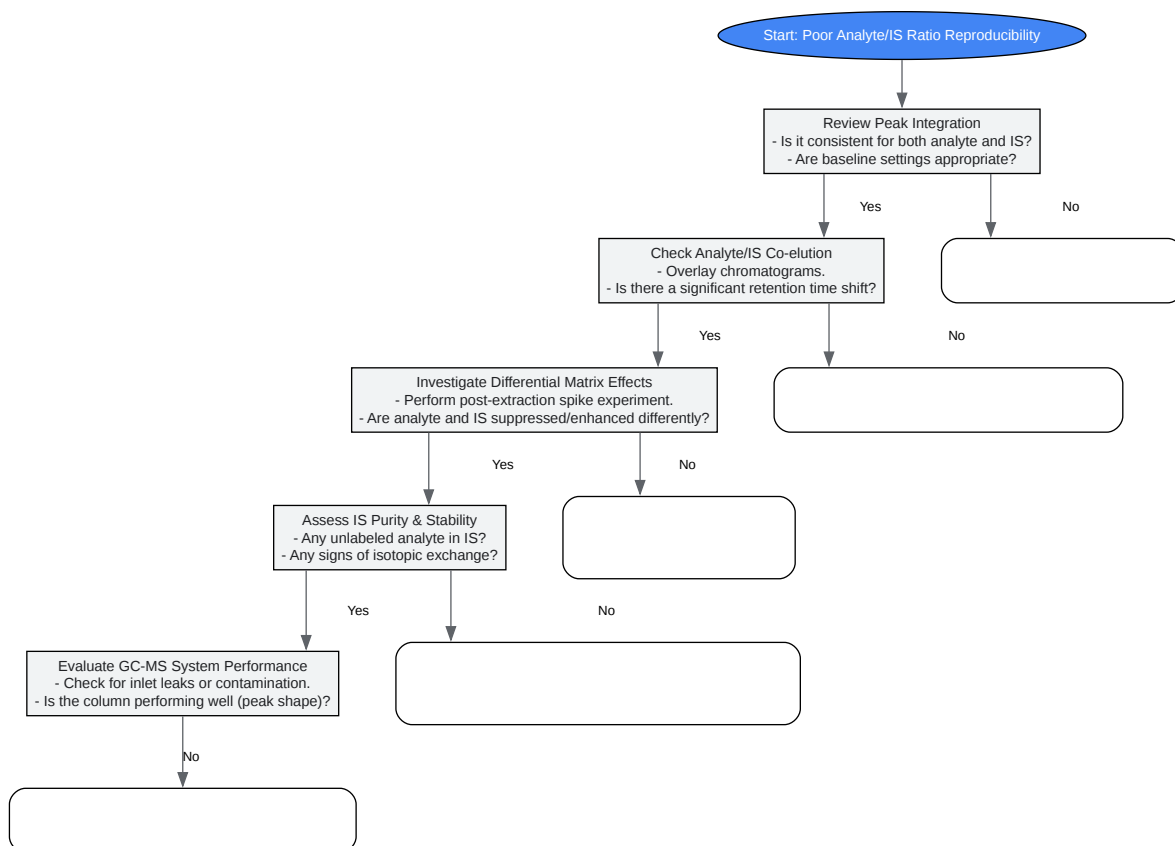 Start: Poor Analyte/IS Ratio Reproducibility
Review Peak Integration
- Is it consistent for both analyte and IS?
- Are baseline settings appropriate?
Yes
No
Check Analyte/IS Co-elution
- Overlay chromatograms.
- Is there a significant retention time shift?
Yes
No
Investigate Differential Matrix Effects
- Perform post-extraction spike experiment.
- Are analyte and IS suppressed/enhanced differently?
Yes
No
Assess IS Purity & Stability
- Any unlabeled analyte in IS?
- Any signs of isotopic exchange?
Yes
No
Evaluate GC-MS System Performance
- Check for inlet leaks or contamination.
- Is the column performing well (peak shape)?
No